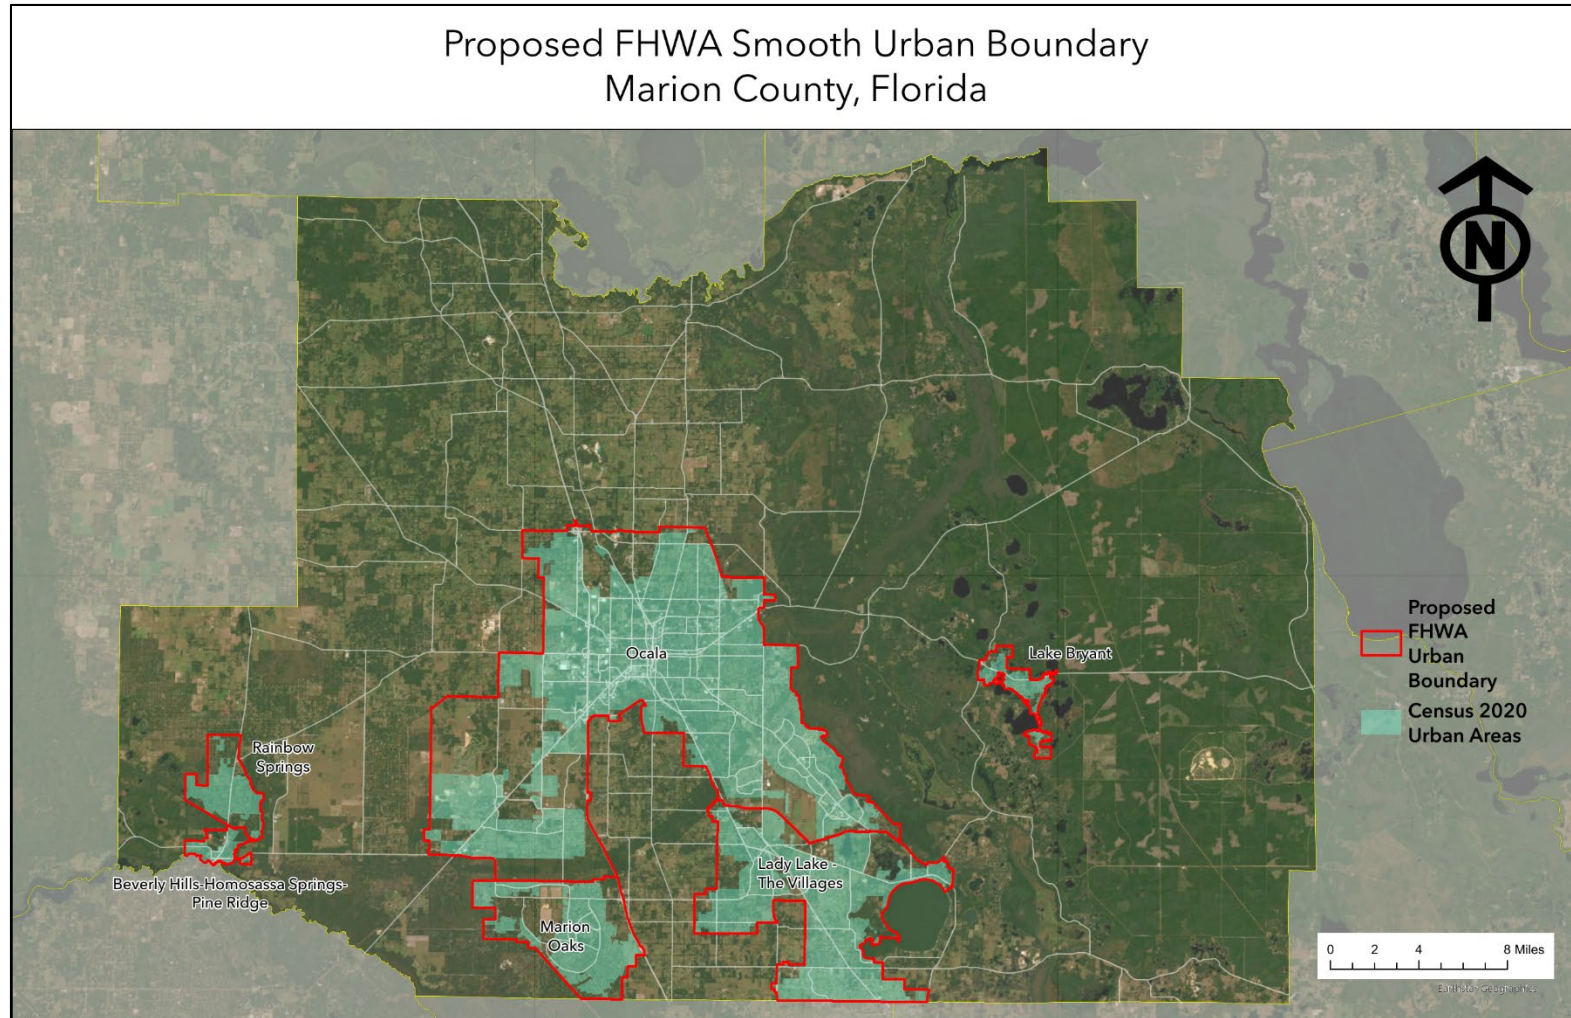 Proposed FHWA Smooth Urban Boundary
Marion County, Florida
N
Ocala
Lake Bryant
Proposed
FHWA
Urban
Boundary
Census 2020
Urban Areas
Rainbow
Springs
Beverly Hills-Homosassa Springs-
Pine Ridge
Lady Lake -
The Villages
Marion
Oaks
0 2 4 8 Miles
Earthstar Geographics